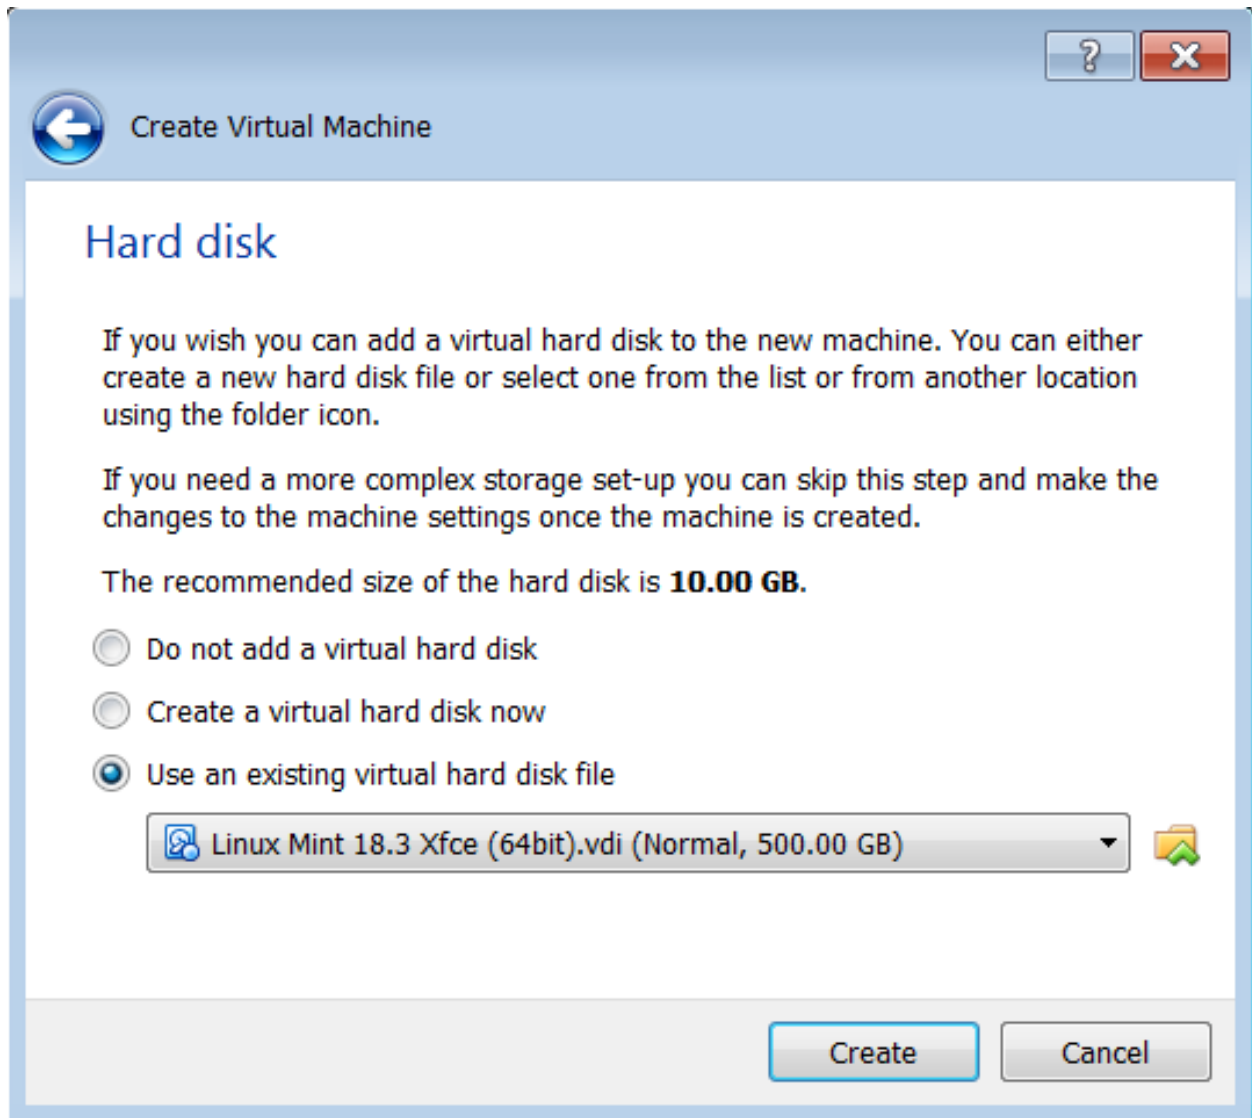 ?
Create Virtual Machine
Hard disk
If you wish you can add a virtual hard disk to the new machine. You can either
create a new hard disk file or select one from the list or from another location
using the folder icon.
If you need a more complex storage set-up you can skip this step and make the
changes to the machine settings once the machine is created.
The recommended size of the hard disk is 10.00 GB.
Do not add a virtual hard disk
Create a virtual hard disk now
Use an existing virtual hard disk file
Linux Mint 18.3 Xfce (64bit).vdi (Normal, 500.00 GB)
Create Cancel